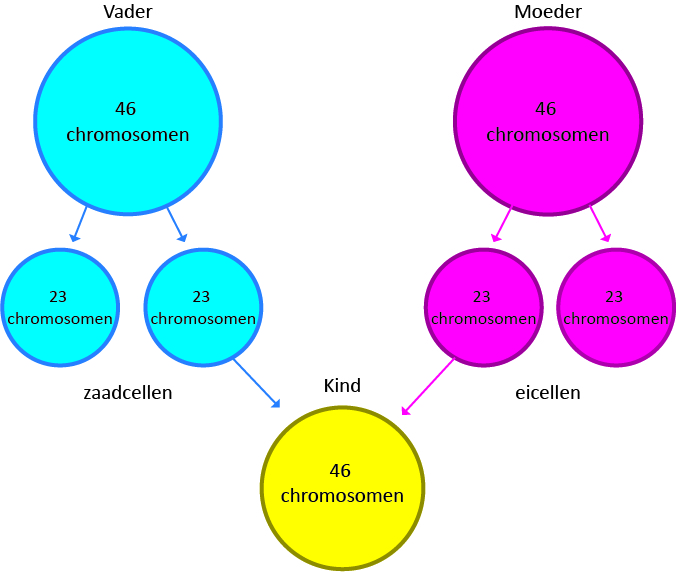 Vader
Moeder
46
chromosomen
46
chromosomen
23
chromosomen
23
chromosomen
23
chromosomen
23
chromosomen
zaadcellen
Kind
eicellen
46
chromosomen